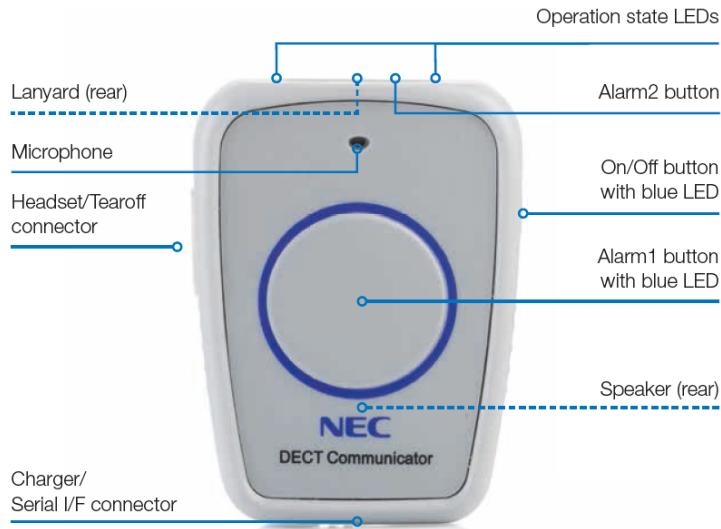 Operation state LEDs
Lanyard (rear)
Alarm2 button
Microphone
On/Off button
with blue LED
Headset/Tearoff
connector
Alarm1 button
with blue LED
Speaker (rear)
NEC
DECT Communicator
Charger/
Serial I/F connector